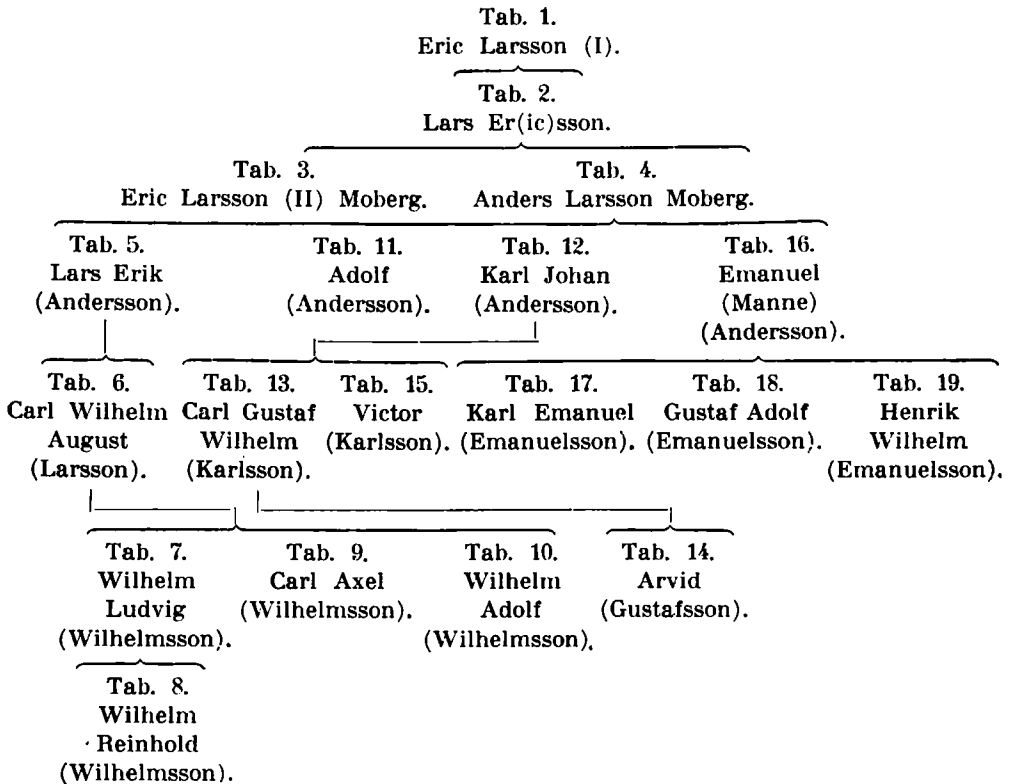 Tab. 1.
Eric Larsson (I).
Tab. 2.
Lars Er(ic)sson.
Tab. 3. Tab. 4.
Eric Larsson (II) Moberg. Anders Larsson Moberg.
Tab. 5. Tab. 11. Tab. 12. Tab. 16.
Lars Erik Adolf Karl Johan Emanuel
(Andersson). (Andersson). (Andersson). (Manne)
(Andersson).
Tab. 6. Tab. 13. Tab. 15. Tab. 17. Tab. 18. Tab. 19.
Carl Wilhelm Carl Gustaf Victor Karl Emanuel Gustaf Adolf Henrik
August Wilhelm (Karlsson). (Emanuelsson). (Emanuelsson). Wilhelm
(Larsson). (Karlsson). (Emanuelsson).
Tab. 7. Tab. 9. Tab. 10. Tab. 14.
Wilhelm Carl Axel Wilhelm Arvid
Ludvig (Wilhelmsson). Adolf (Gustafsson).
(Wilhelmsson). (Wilhelmsson).
Tab. 8.
Wilhelm
Reinhold
(Wilhelmsson).